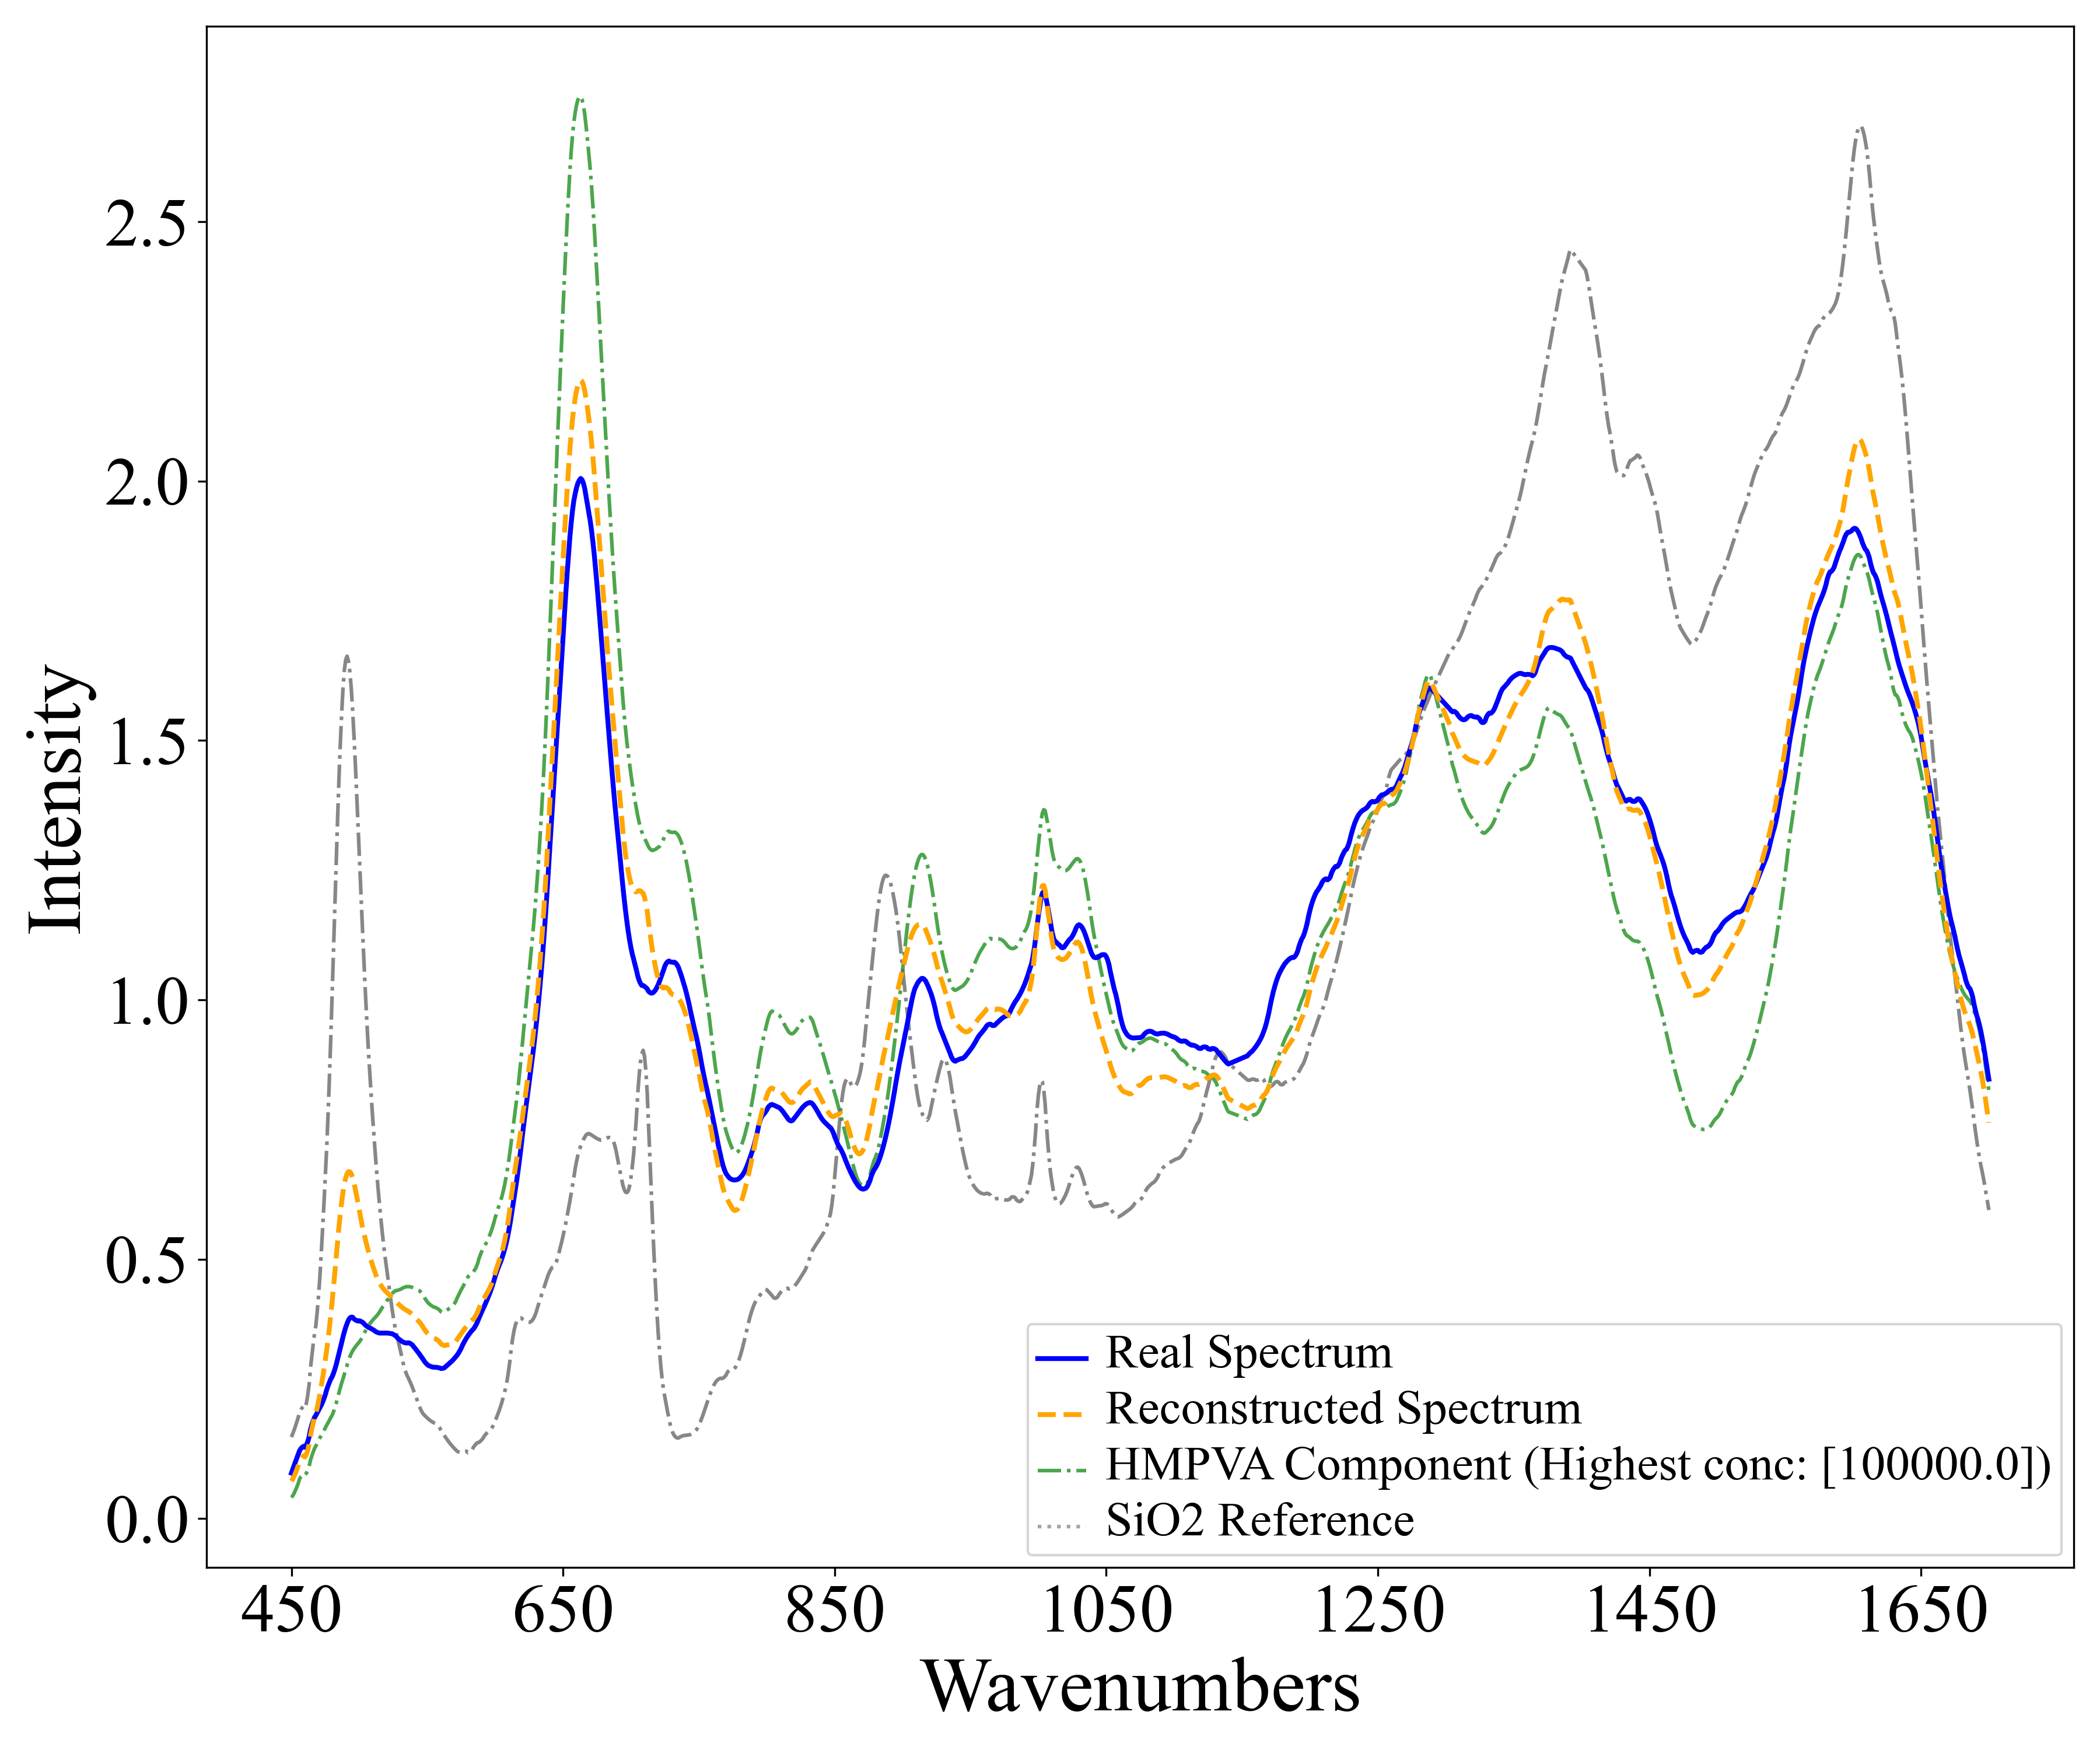 2.5
2.0
1.5
1.0
0.5
0.0
Intensity
450 650 850 1050 1250 1450 1650
Wavenumbers
Real Spectrum
Reconstructed Spectrum
HMPVA Component (Highest conc: [100000.0])
SiO2 Reference